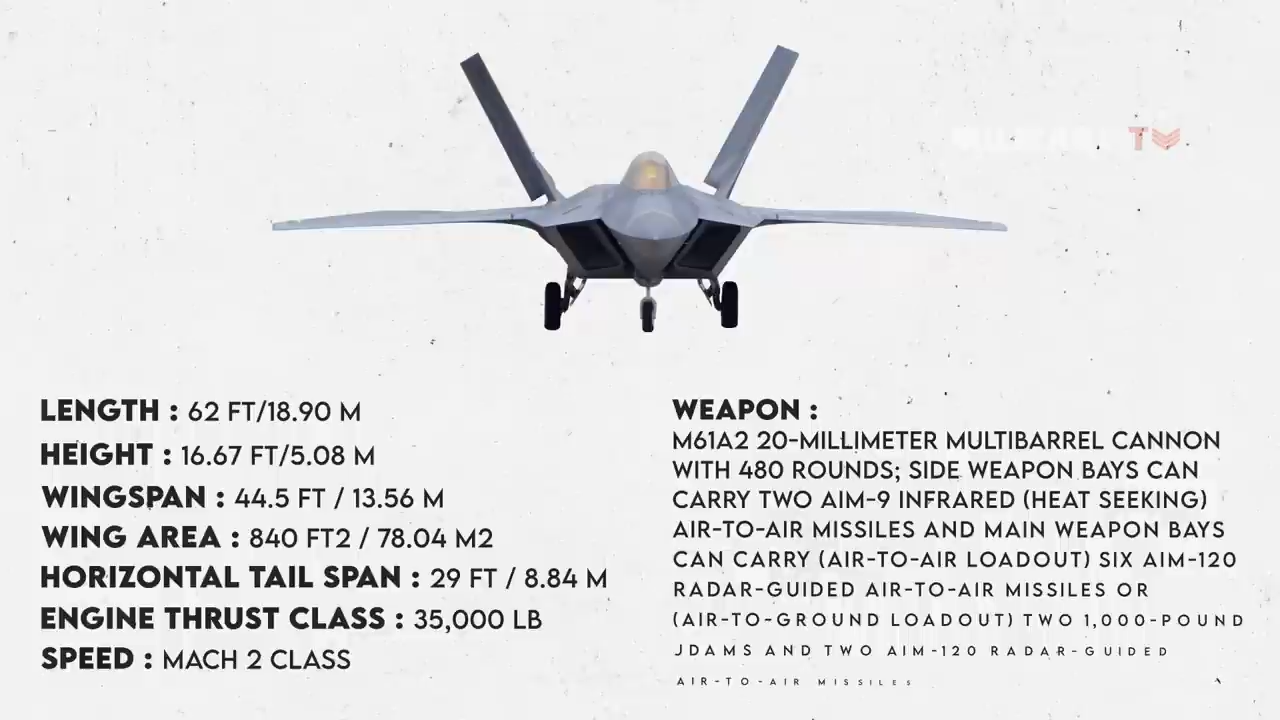 LENGTH : 62 FT/18.90 M
HEIGHT : 16.67 FT/5.08 M
WINGSPAN : 44.5 FT / 13.56 M
WING AREA : 840 FT2 / 78.04 M2
HORIZONTAL TAIL SPAN : 29 FT / 8.84 M
ENGINE THRUST CLASS : 35,000 LB
SPEED : MACH 2 CLASS
WEAPON :
M61A2 20-MILLIMETER MULTIBARREL CANNON
WITH 480 ROUNDS; SIDE WEAPON BAYS CAN
CARRY TWO AIM-9 INFRARED (HEAT SEEKING)
AIR-TO-AIR MISSILES AND MAIN WEAPON BAYS
CAN CARRY (AIR-TO-AIR LOADOUT) SIX AIM-120
RADAR-GUIDED AIR-TO-AIR MISSILES OR
(AIR-TO-GROUND LOADOUT) TWO 1,000-POUND
JDAMS AND TWO AIM-120 RADAR-GUIDED
AIR-TO-AIR MISSILES